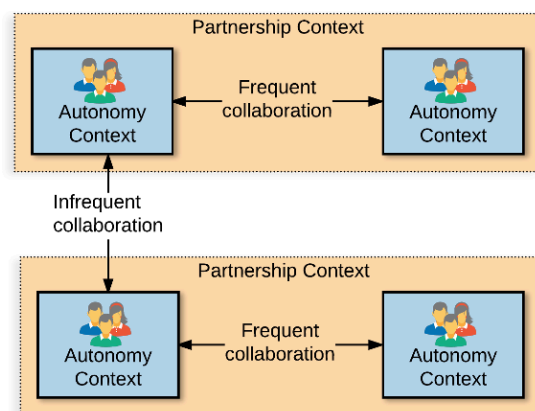 Partnership Context
Autonomy
Context
Frequent
collaboration
Autonomy
Context
Infrequent
collaboration
Partnership Context
Autonomy
Context
Frequent
collaboration
Autonomy
Context